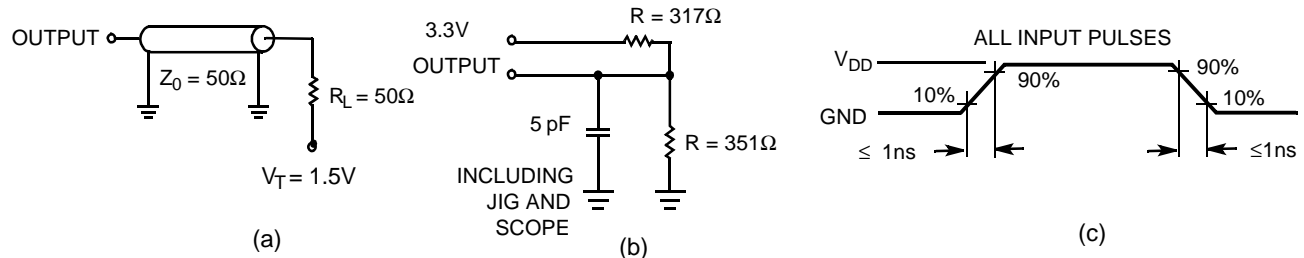 OUTPUT
Z0 = 50Ω
RL = 50Ω
VT = 1.5V
(a)
R = 317Ω
3.3V
OUTPUT
5 pF
R = 351Ω
INCLUDING
JIG AND
SCOPE
(b)
ALL INPUT PULSES
VDD
90%
90%
10%
10%
GND
≤ 1ns
≤1ns
(c)